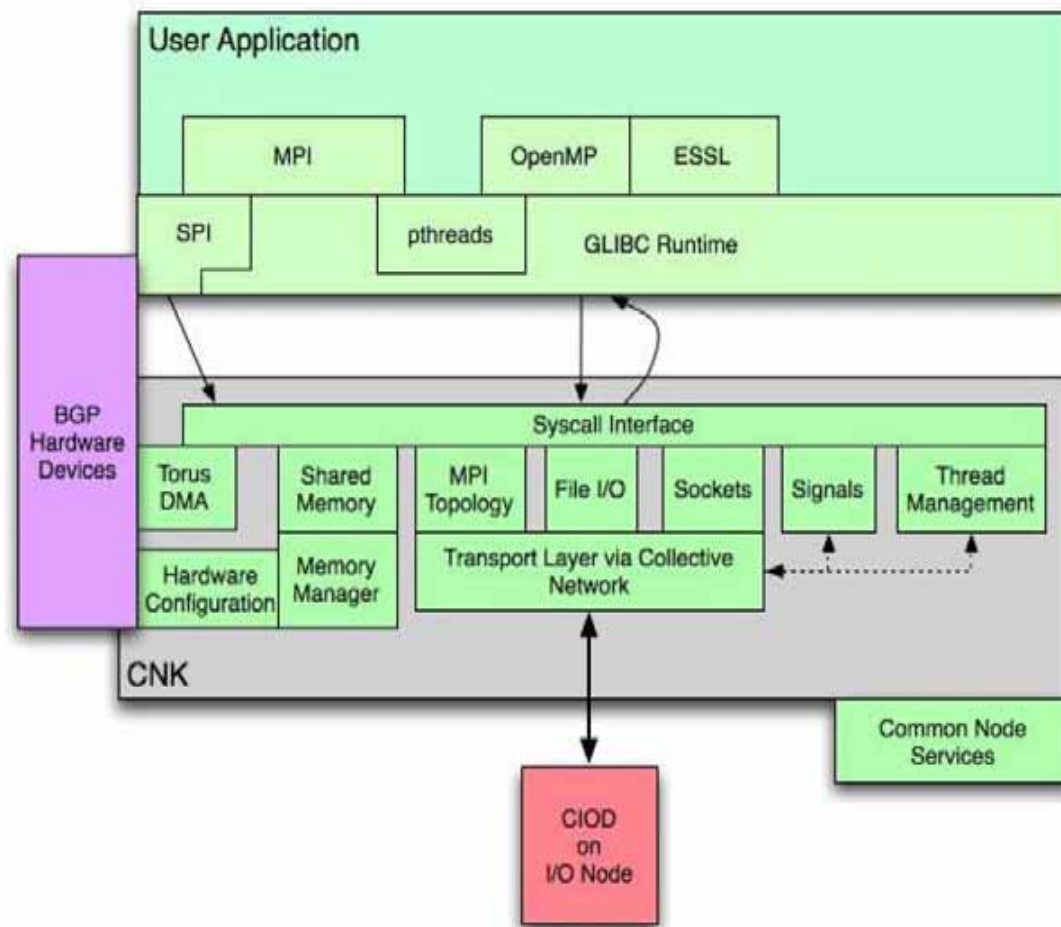 User Application
MPI
OpenMP
ESSL
SPI
pthreads
GLIBC Runtime
BGP
Hardware
Devices
Syscall Interface
Torus
DMA
Shared
Memory
MPI
Topology
File I/O
Sockets
Signals
Thread
Management
Hardware
Configuration
Memory
Manager
Transport Layer via Collective
Network
CNK
Common Node
Services
CIOD
on
I/O Node